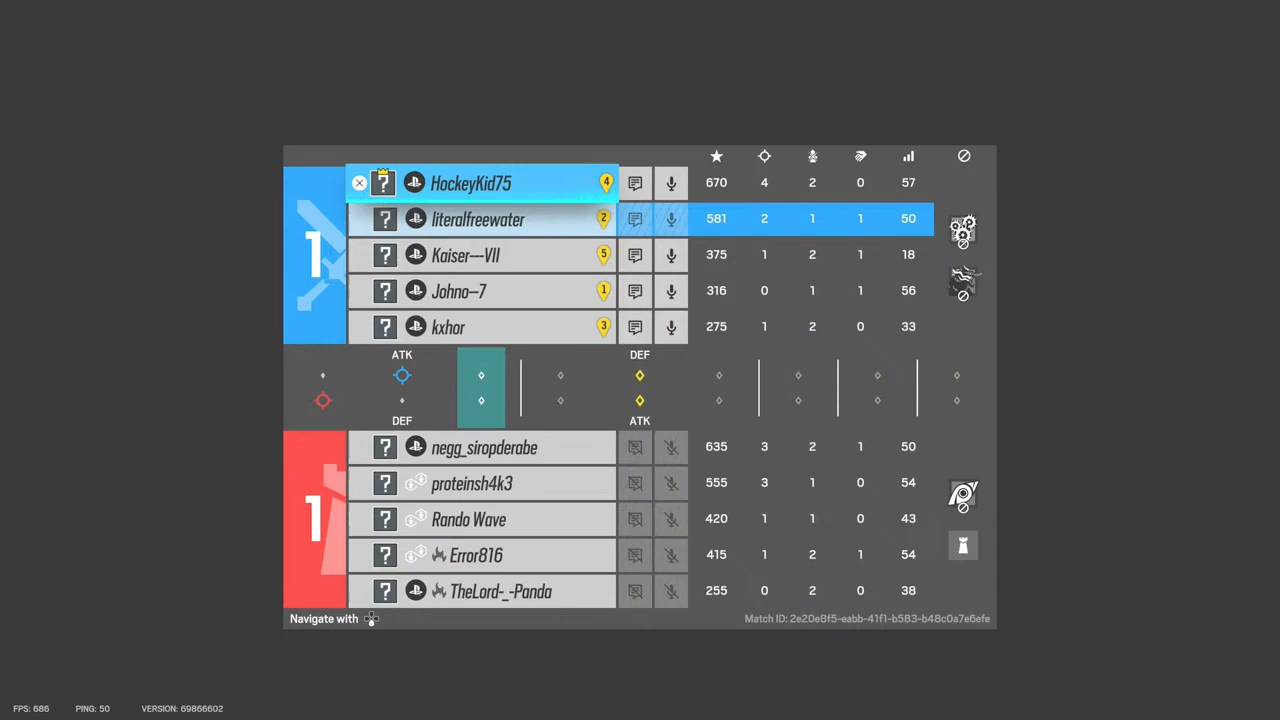 ? HockeyKid75 4 670 4 2 0 57
? literalfreewater 2 581 2 1 1 50
1
? Kaiser---VII 5 375 1 2 1 18
? Johno--7 1 316 0 1 1 56
? kxhor 3 275 1 2 0 33
ATK DEF
DEF ATK
? negg_siropderabe 635 3 2 1 50
? proteinsh4k3 555 3 1 0 54
1
? Rando Wave 420 1 1 0 43
? Error816 415 1 2 1 54
? TheLord-_-Panda 255 0 2 0 38
Navigate with Match ID: 2e20e8f5-eabb-41f1-b583-b48c0a7e6efe
FPS: 686 PING: 50 VERSION: 69866602